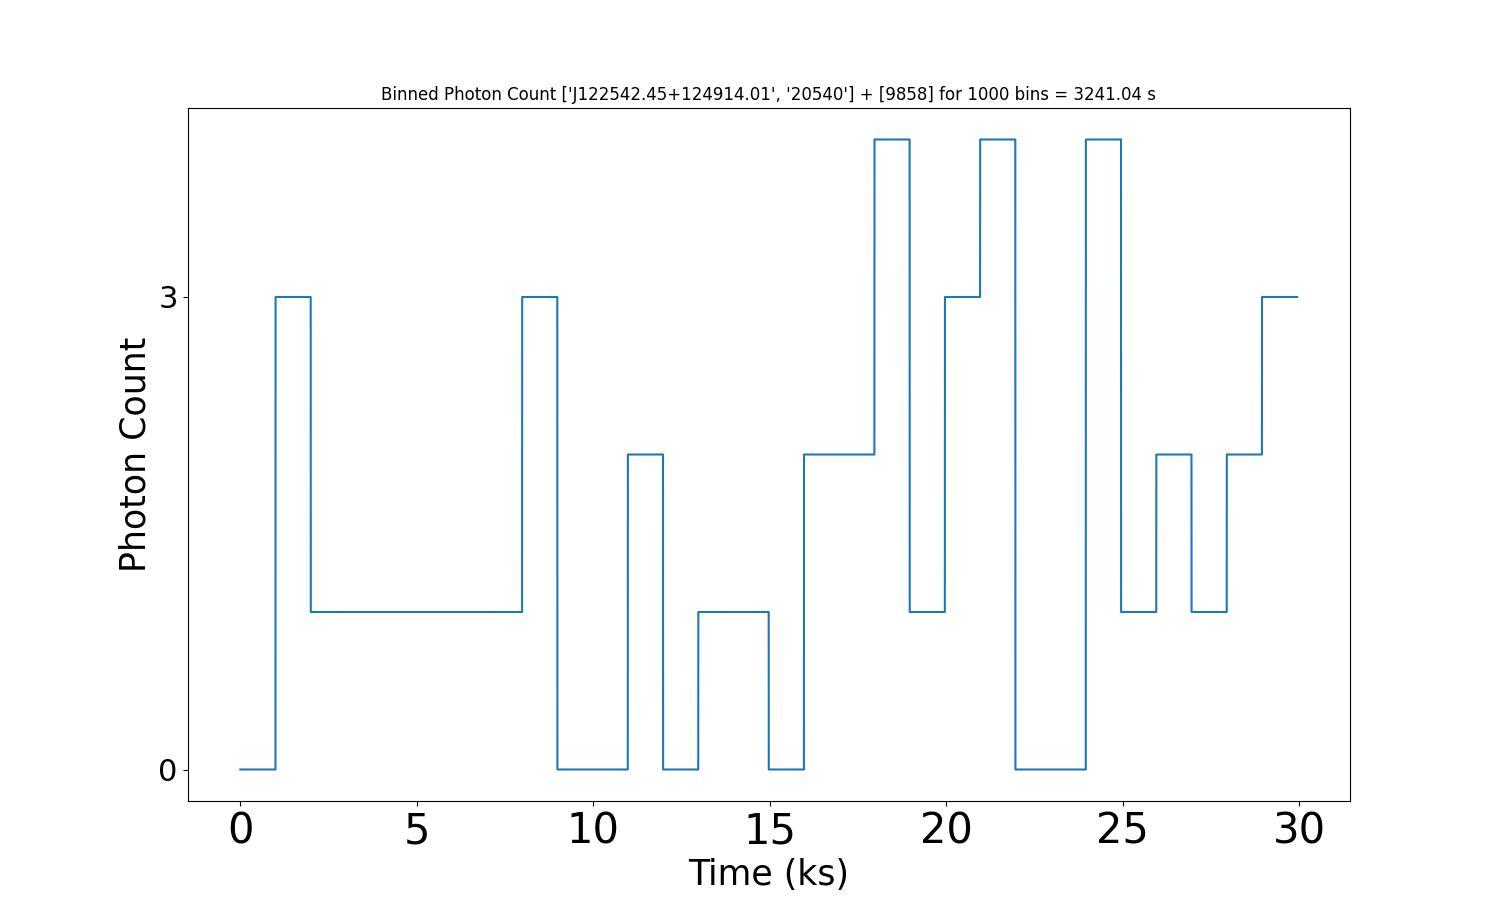 Binned Photon Count ['J122542.45+124914.01', '20540'] + [9858] for 1000 bins = 3241.04 s
Photon Count
3
0
0 5 10 15 20 25 30
Time (ks)